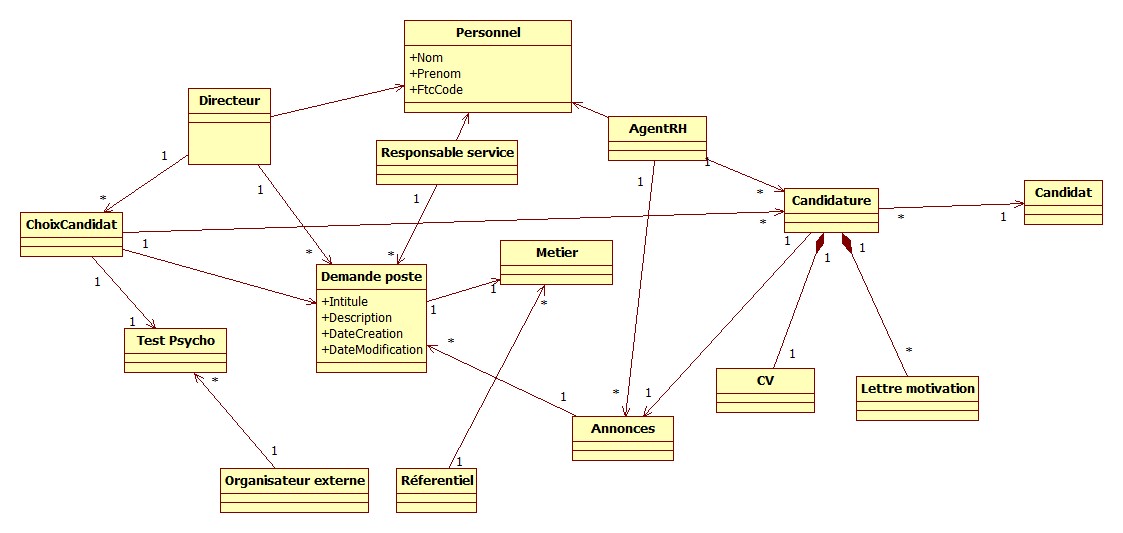 Personnel
+Nom
+Prenom
+FtcCode
Directeur
AgentRH
Responsable service
1
1
1
1
1
*
*
Candidature
Candidat
*
1
ChoixCandidat
1
*
1
*
*
1
1
1
Demande poste
+Intitule
+Description
+DateCreation
+DateModification
Metier
1
1
*
1
1
Test Psycho
*
*
1
*
CV
Lettre motivation
*
1
1
Annonces
1
1
Organisateur externe
Réferentiel